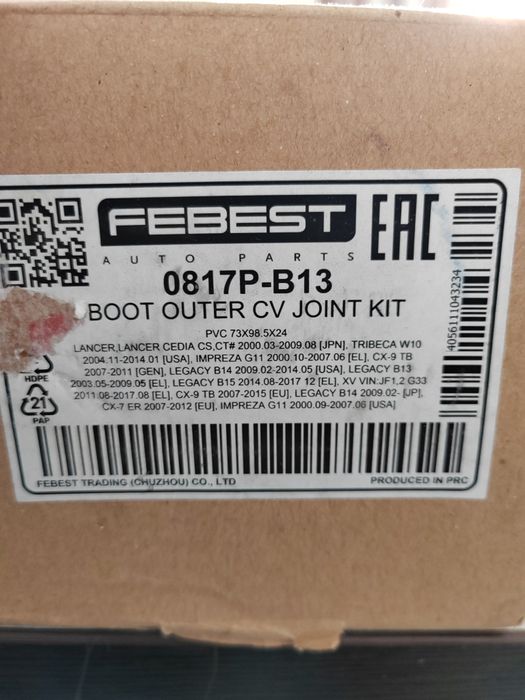 FEBEST
EAC
AUTO PARTS
0817P-B13
BOOT OUTER CV JOINT KIT
PVC 73X98.5X24
LANCER,LANCER CEDIA CS,CT# 2000.03-2009.08 [JPN], TRIBECA W10
2004.11-2014.01 [USA], IMPREZA G11 2000.10-2007.06 [EL], CX-9 TB
2007-2011 [GEN], LEGACY B14 2009.02-2014.05 [USA], LEGACY B13
2003.05-2009.05 [EL], LEGACY B15 2014.08-2017 12 [EL], XV VIN:JF1,2 G33
2011.08-2017.08 [EL], CX-9 TB 2007-2015 [EU], LEGACY B14 2009.02- [JP],
CX-7 ER 2007-2012 [EU], IMPREZA G11 2000.09-2007.06 [USA]
HDPE
21
PAP
4056111043234
FEBEST TRADING (CHUZHOU) CO., LTD
PRODUCED IN PRC